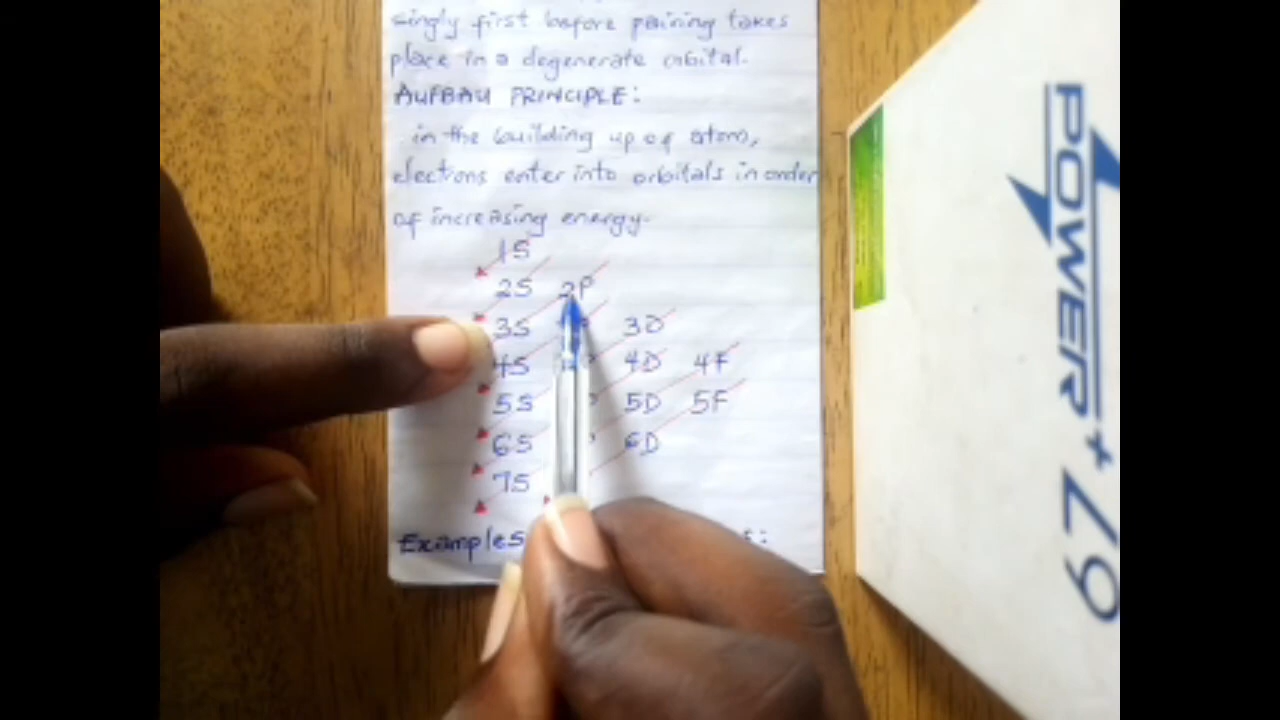 singly first before pairing takes
place in a degenerate orbital.
AUFBAU PRINCIPLE:
in the building up of atom,
electrons enter into orbitals in order
of increasing energy.
1S
2S 2P
3S 3D
4S 4D 4F
5S 5D 5F
6S 6D
7S
Examples
POWER+ Z9